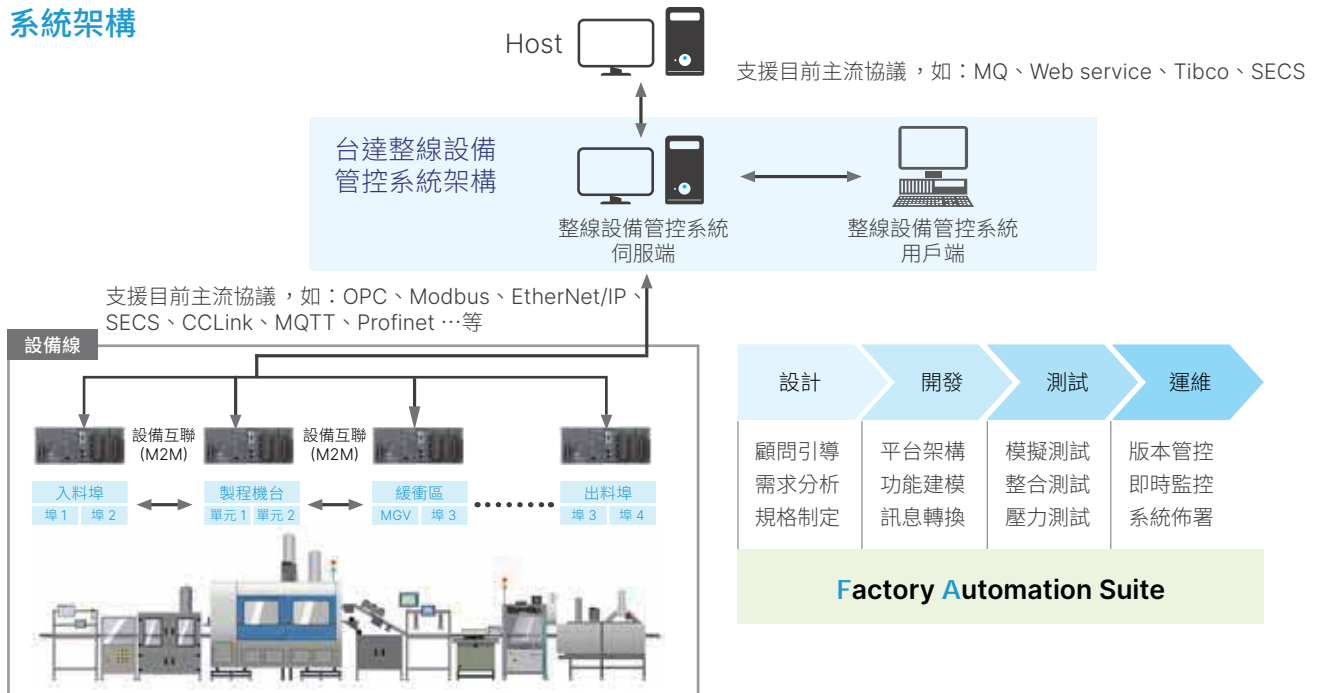 系統架構
Host
支援目前主流協議，如：MQ、Web service、Tibco、SECS
台達整線設備
管控系統架構
整線設備管控系統
伺服端
整線設備管控系統
用戶端
支援目前主流協議，如：OPC、Modbus、EtherNet/IP、
SECS、CCLink、MQTT、Profinet …等
設備線
設備互聯
(M2M)
設備互聯
(M2M)
入料埠
埠 1 埠 2
製程機台
單元 1 單元 2
緩衝區
MGV 埠 3
出料埠
埠 3 埠 4
設計 開發 測試 運維
顧問引導 平台架構 模擬測試 版本管控
需求分析 功能建模 整合測試 即時監控
規格制定 訊息轉換 壓力測試 系統佈署
Factory Automation Suite